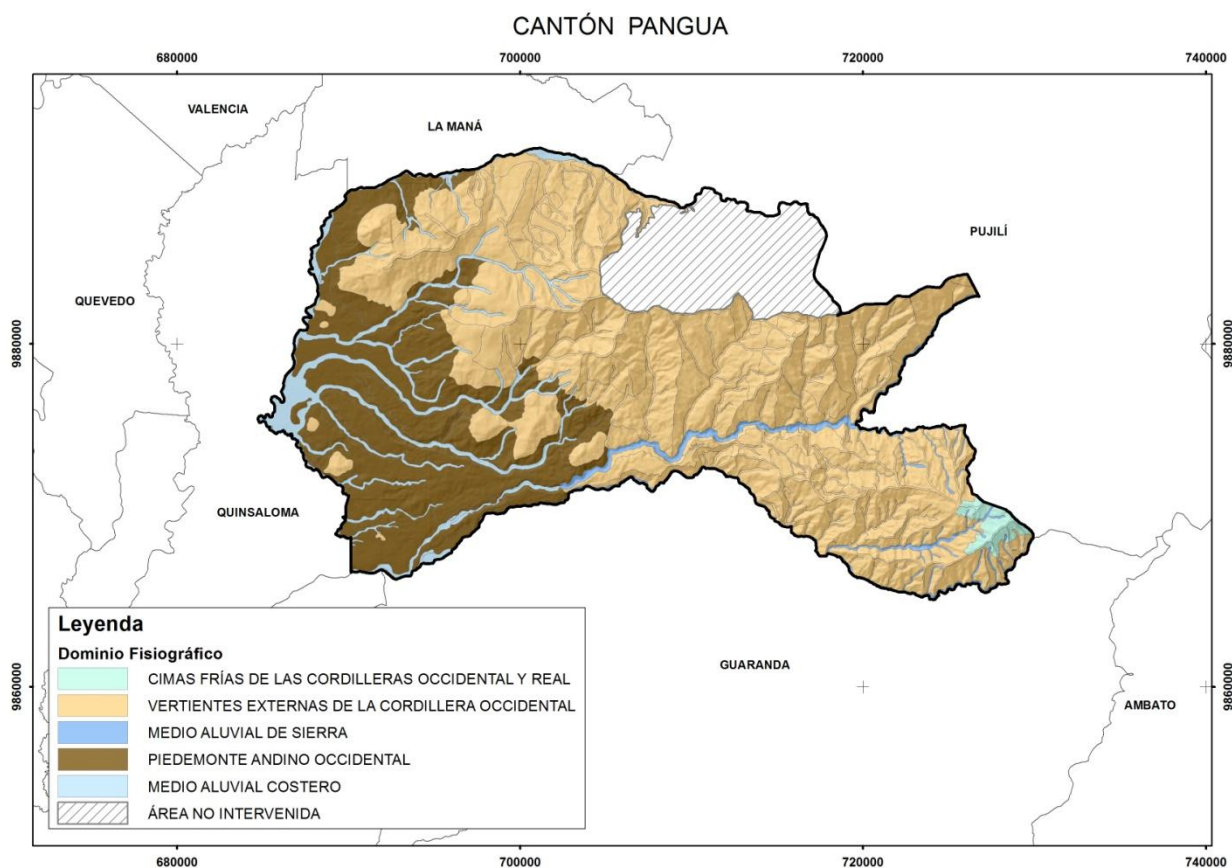 CANTÓN PANGUA
680000
700000
720000
740000
VALENCIA
LA MANÁ
PUJILÍ
QUEVEDO
9880000
9880000
QUINSALOMA
GUARANDA
AMBATO
9860000
9860000
Leyenda
Dominio Fisiográfico
CIMAS FRÍAS DE LAS CORDILLERAS OCCIDENTAL Y REAL
VERTIENTES EXTERNAS DE LA CORDILLERA OCCIDENTAL
MEDIO ALUVIAL DE SIERRA
PIEDEMONTE ANDINO OCCIDENTAL
MEDIO ALUVIAL COSTERO
ÁREA NO INTERVENIDA
680000
700000
720000
740000